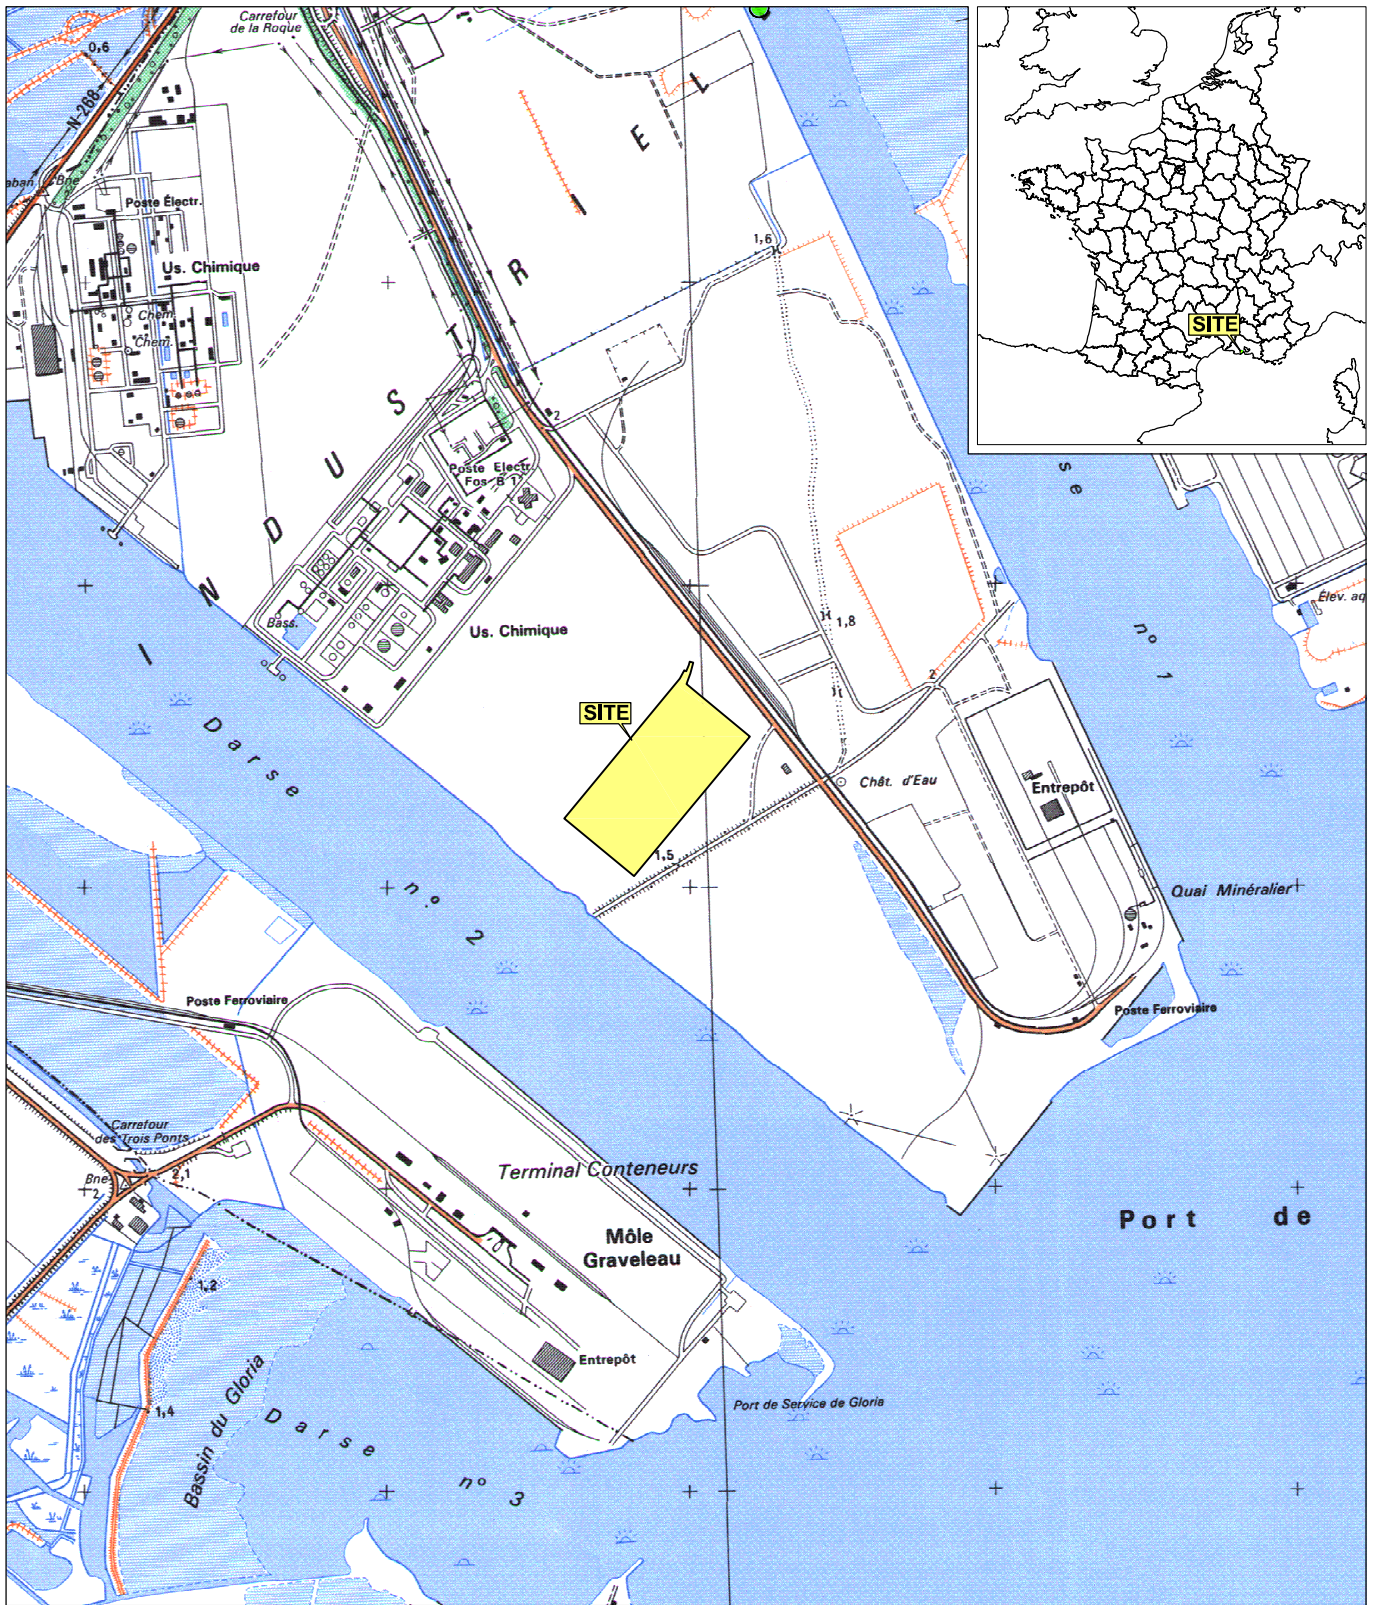 Carrefour
de la Roque
0,6
N-268
Bne
Poste Électr.
Us. Chimique
Chem.
Chem.
I N D U S T R I E L
1,6
SITE
2
Poste Electr.
Fos B 1
Bass.
Us. Chimique
1,8
2
SITE
Darse n° 2
1,5
Chât. d'Eau
Entrepôt
n° 1
Élev. aq
Quai Minéralier
Poste Ferroviaire
Poste Ferroviaire
Carrefour
des Trois Ponts
Bne
2
2,1
Terminal Conteneurs
Môle
Graveleau
Port de
1,2
1,4
Entrepôt
Port de Service de Gloria
Bassin du Gloria
Darse n° 3